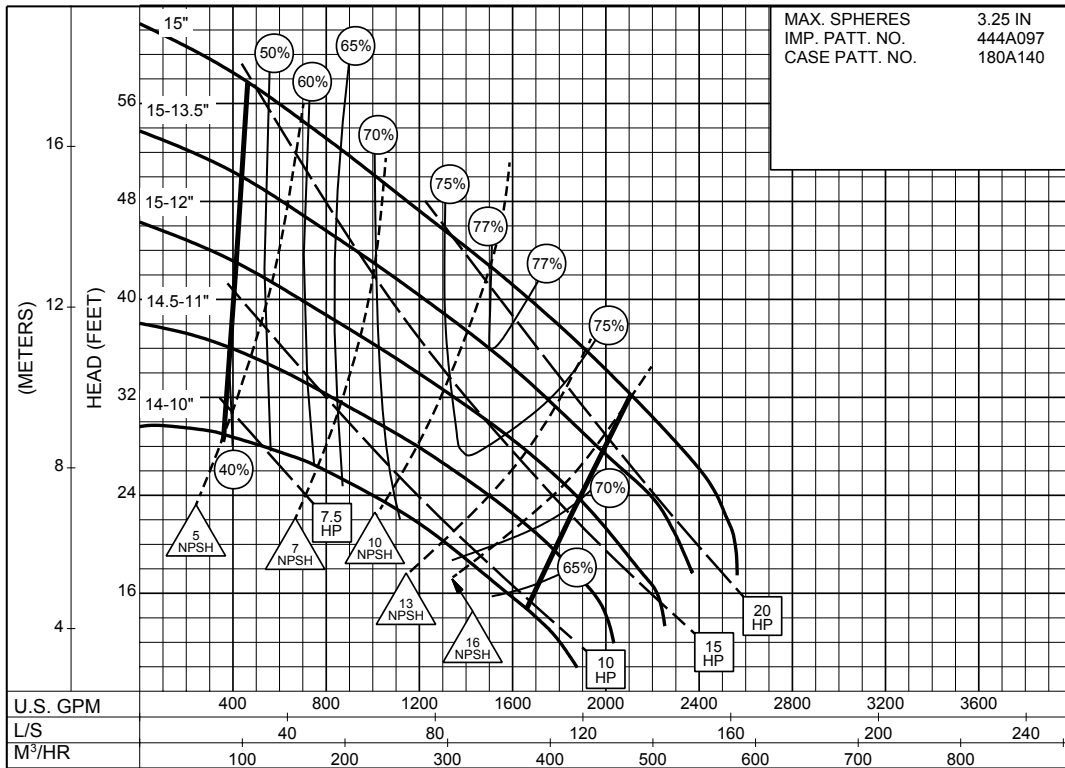 MAX. SPHERES 3.25 IN
IMP. PATT. NO. 444A097
CASE PATT. NO. 180A140
15"
15-13.5"
15-12"
14.5-11"
14-10"
50%
60%
65%
70%
75%
77%
77%
75%
70%
65%
40%
56
48
40
32
24
16
HEAD (FEET)
16
12
8
4
(METERS)
5
NPSH
7
NPSH
10
NPSH
13
NPSH
16
NPSH
7.5
HP
10
HP
15
HP
20
HP
U.S. GPM 400 800 1200 1600 2000 2400 2800 3200 3600
L/S 40 80 120 160 200 240
M³/HR 100 200 300 400 500 600 700 800